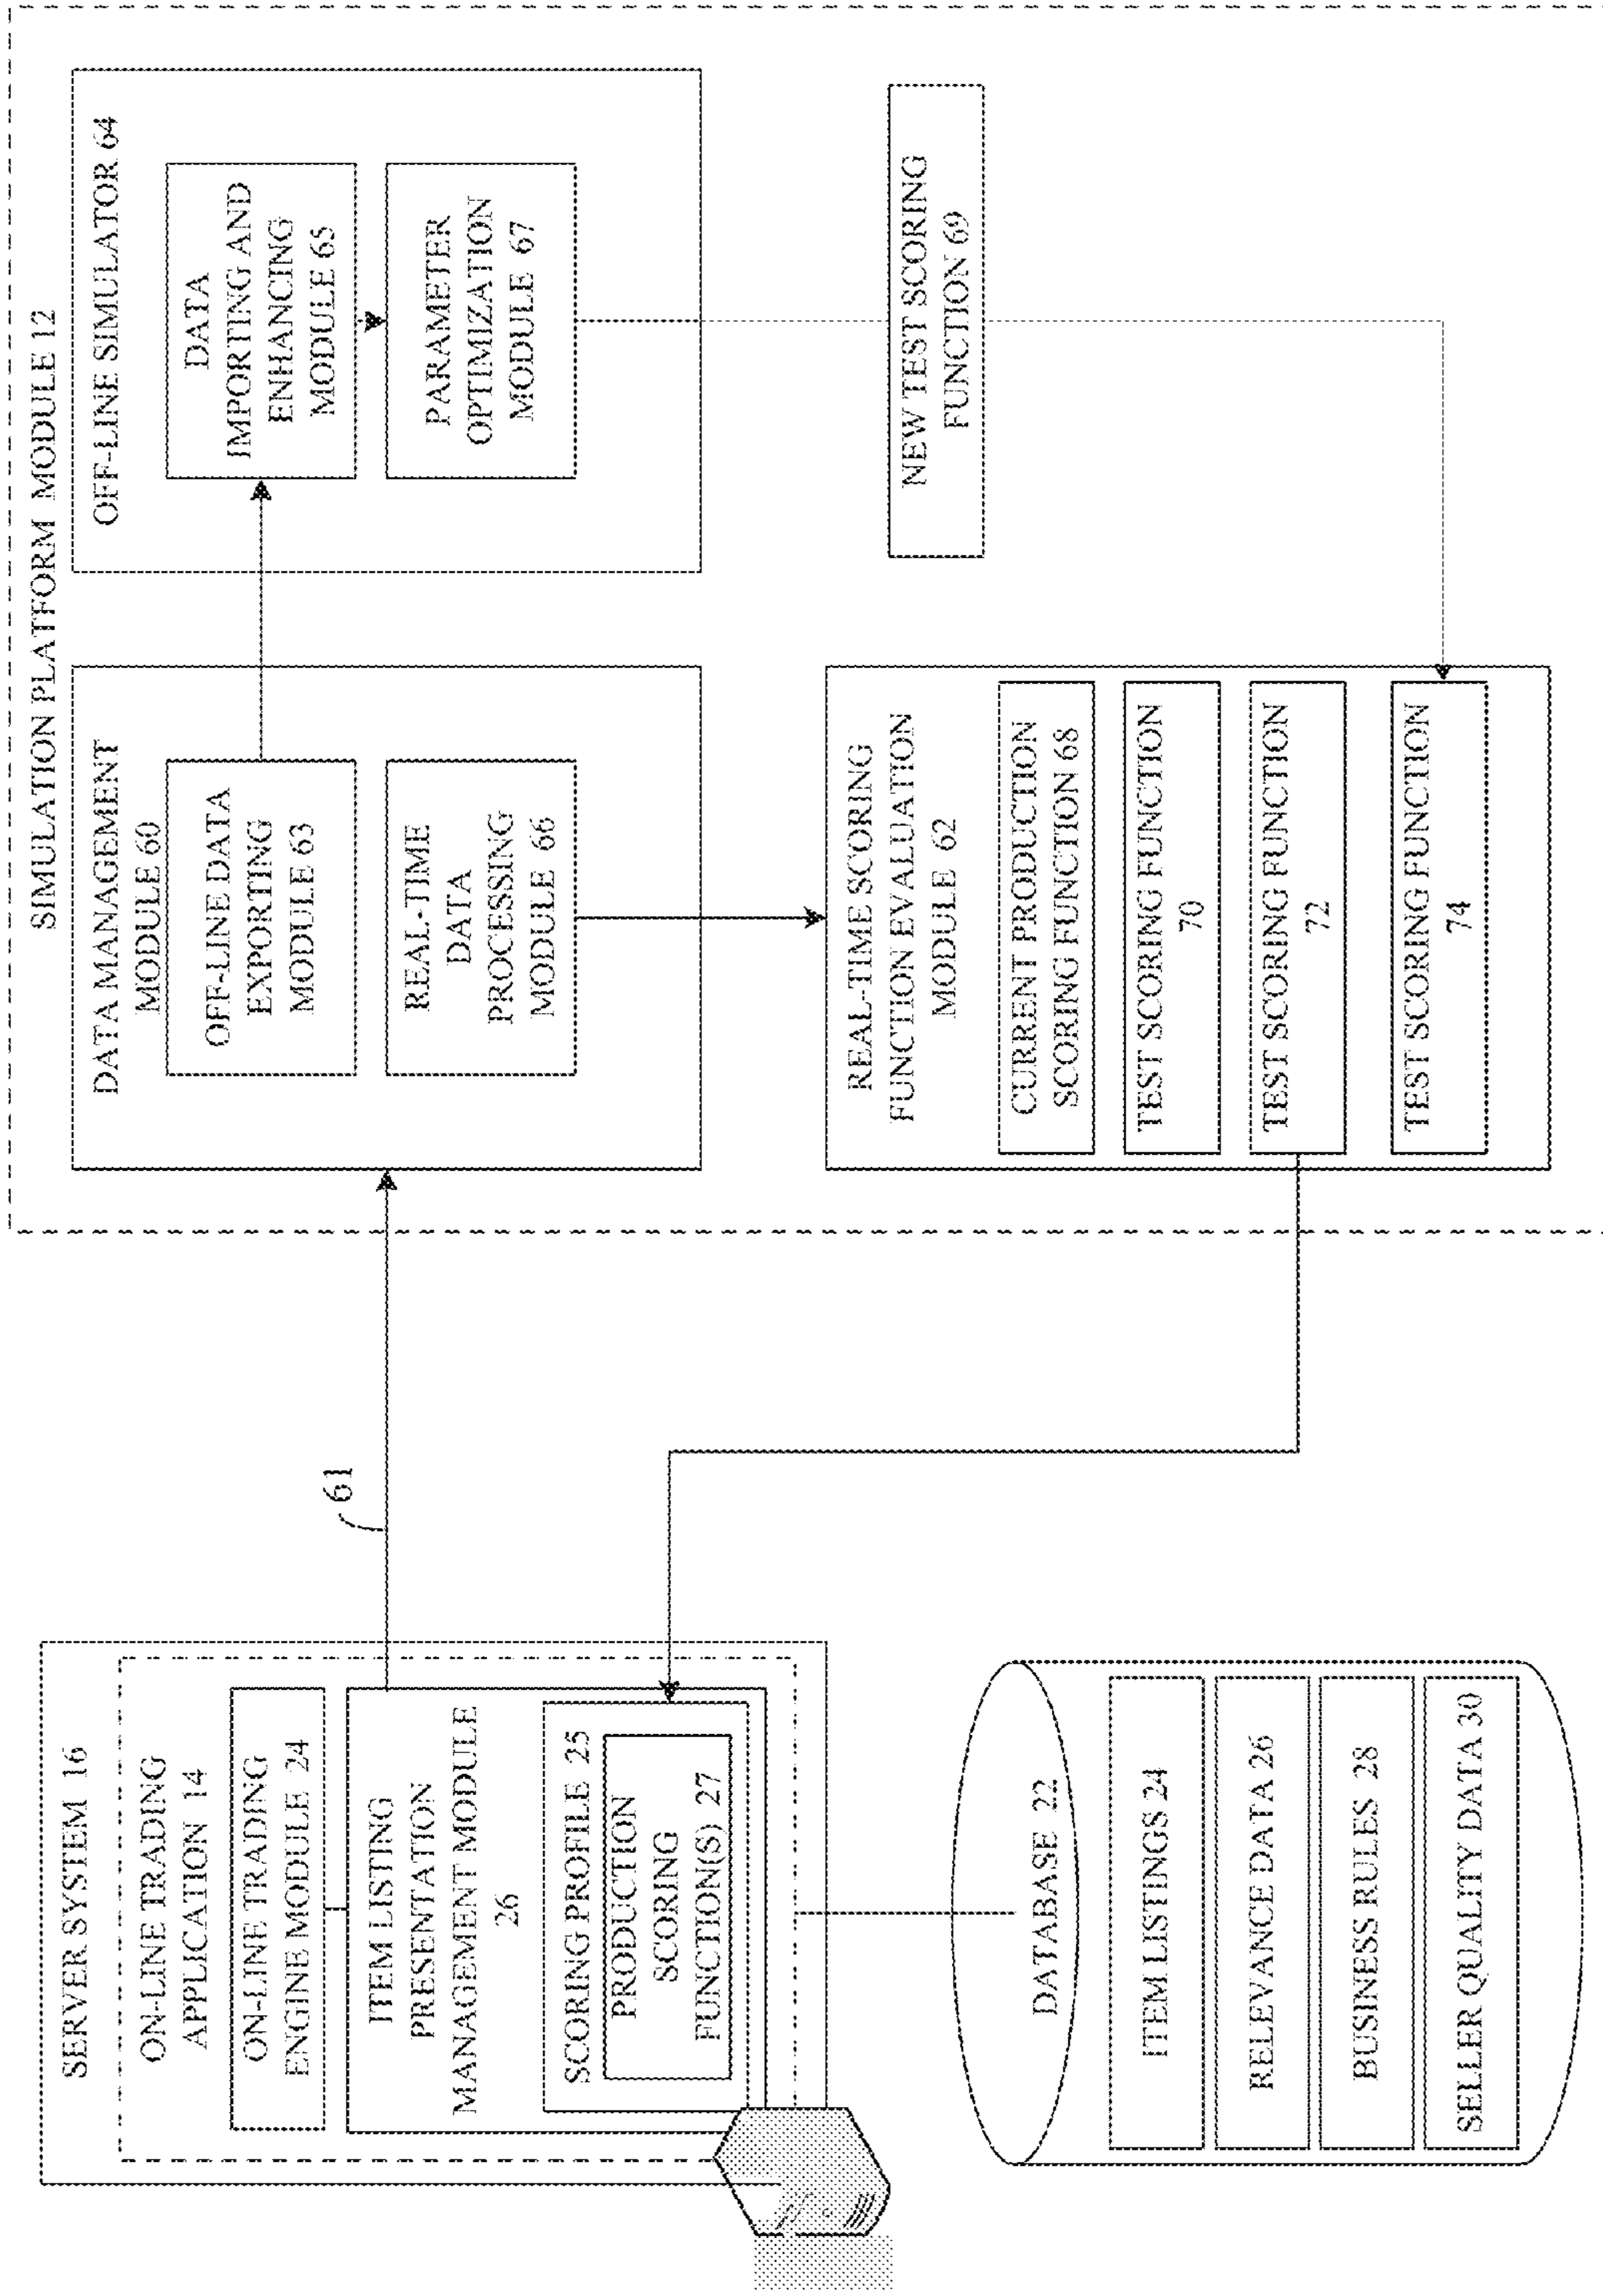 SERVER SYSTEM 16
ON-LINE TRADING
APPLICATION 14
ON-LINE TRADING
ENGINE MODULE 24
ITEM LISTING
PRESENTATION
MANAGEMENT MODULE
26
SCORING PROFILE 25
PRODUCTION
SCORING
FUNCTION(S) 27
61
DATABASE 22
ITEM LISTINGS 24
RELEVANCE DATA 26
BUSINESS RULES 28
SELLER QUALITY DATA 30
SIMULATION PLATFORM MODULE 12
DATA MANAGEMENT
MODULE 60
OFF-LINE DATA
EXPORTING
MODULE 63
REAL-TIME
DATA
PROCESSING
MODULE 66
OFF-LINE SIMULATOR 64
DATA
IMPORTING AND
ENHANCING
MODULE 65
PARAMETER
OPTIMIZATION
MODULE 67
REAL-TIME SCORING
FUNCTION EVALUATION
MODULE 62
CURRENT PRODUCTION
SCORING FUNCTION 68
TEST SCORING FUNCTION
70
TEST SCORING FUNCTION
72
TEST SCORING FUNCTION
74
NEW TEST SCORING
FUNCTION 69